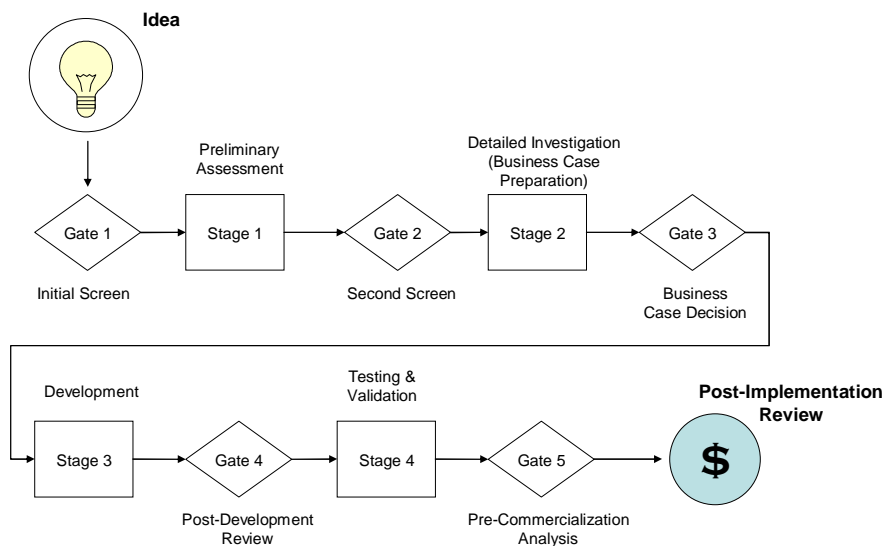 Idea
Preliminary
Assessment
Detailed Investigation
(Business Case
Preparation)
Gate 1
Stage 1
Gate 2
Stage 2
Gate 3
Initial Screen
Second Screen
Business
Case Decision
Development
Testing &
Validation
Post-Implementation
Review
Stage 3
Gate 4
Stage 4
Gate 5
$
Post-Development
Review
Pre-Commercialization
Analysis